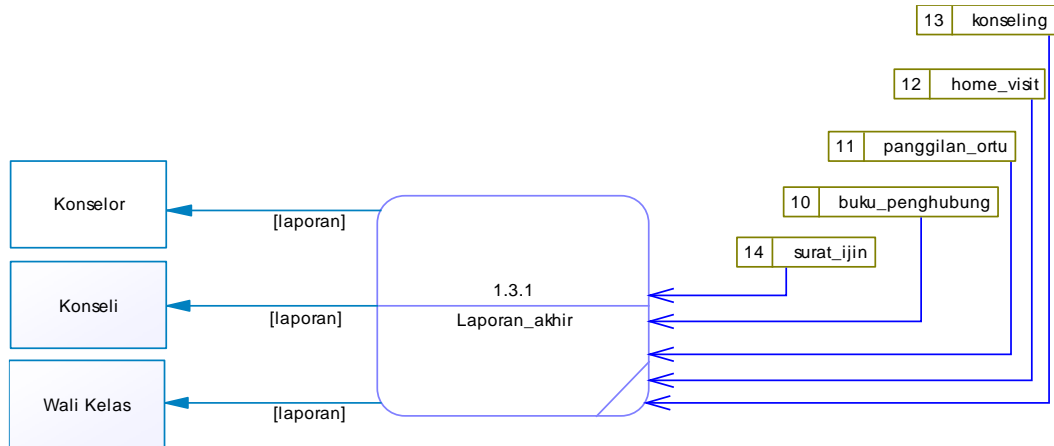 13 konseling
12 home_visit
11 panggilan_ortu
10 buku_penghubung
14 surat_ijin
Konselor
[laporan]
1.3.1
Konseli
[laporan]
Laporan_akhir
Wali Kelas
[laporan]